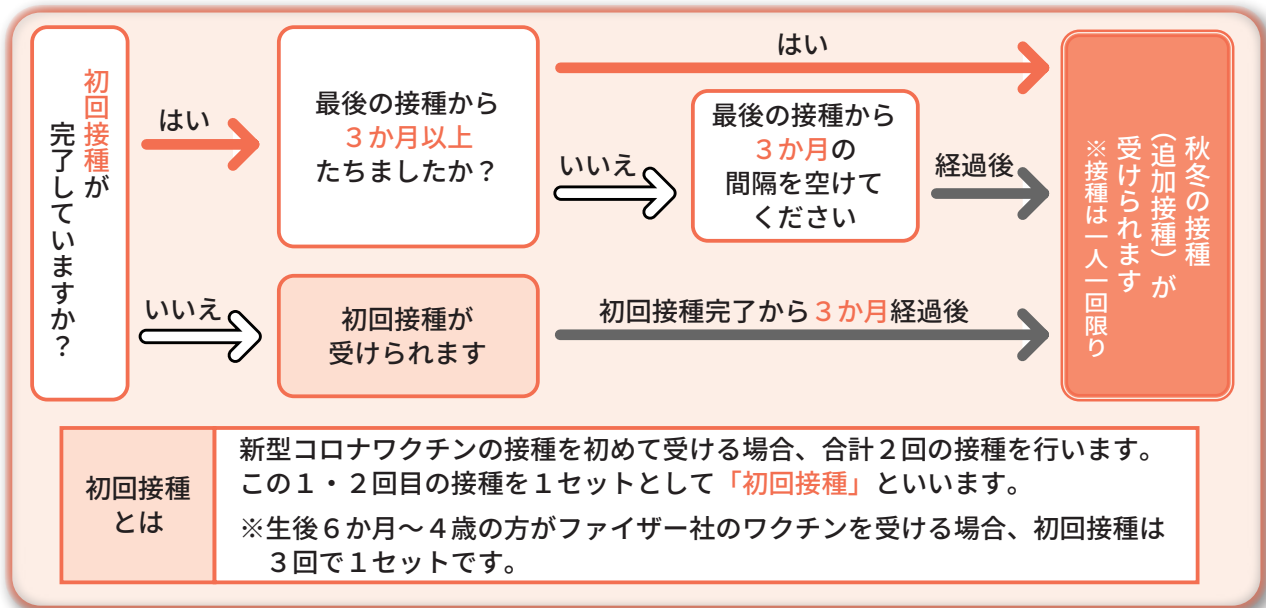 初回接種が
完了していますか？
はい
最後の接種から
３か月以上
たちましたか？
はい
いいえ
最後の接種から
３か月の
間隔を空けて
ください
経過後
いいえ
初回接種が
受けられます
初回接種完了から３か月経過後
秋冬の接種
（追加接種）が
受けられます
※接種は一人一回限り
初回接種
とは
新型コロナワクチンの接種を初めて受ける場合、合計２回の接種を行います。
この１・２回目の接種を１セットとして「初回接種」といいます。
※生後６か月～４歳の方がファイザー社のワクチンを受ける場合、初回接種は
３回で１セットです。